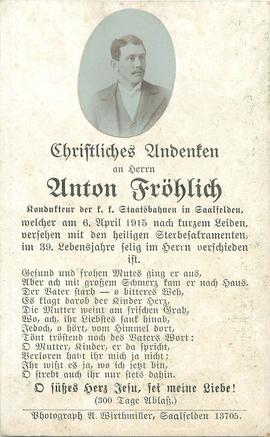 Christliches Andenken
an Herrn
Anton Fröhlich
Kondukteur der k. k. Staatsbahnen in Saalfelden,
welcher am 6. April 1915 nach kurzem Leiden,
versehen mit den heiligen Sterbesakramenten,
im 39. Lebensjahre selig im Herrn verschieden
ist.
Gesund und frohen Muts ging er aus,
Aber ach mit großem Schmerz kam er nach Haus.
Der Vater starb — o bitteres Weh,
Es klagt darob der Kinder Herz,
Die Mutter weint am frischen Grab,
Wo, ach, ihr Liebstes sank hinab,
Jedoch, o hört, vom Himmel dort,
Tönt tröstend noch des Vaters Wort:
O Mutter, Kinder, er da spricht,
Verloren habt ihr mich ja nicht;
Ihr wißt es ja, wo ich jetzt bin,
O strebt auch ihr nur stets dahin.
O süßes Herz Jesu, sei meine Liebe!
(300 Tage Ablaß.)
Photograph A. Wirthmiller, Saalfelden 13705.